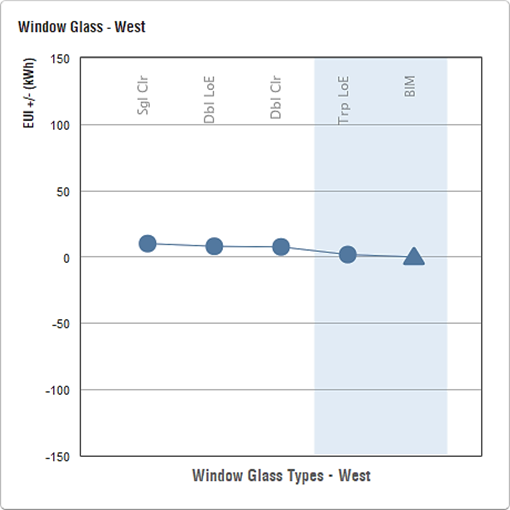 Window Glass - West
EUI +/- (kWh)
150
100
50
0
-50
-100
-150
Sgl Clr
Dbl LoE
Dbl Clr
Trp LoE
BIM
Window Glass Types - West